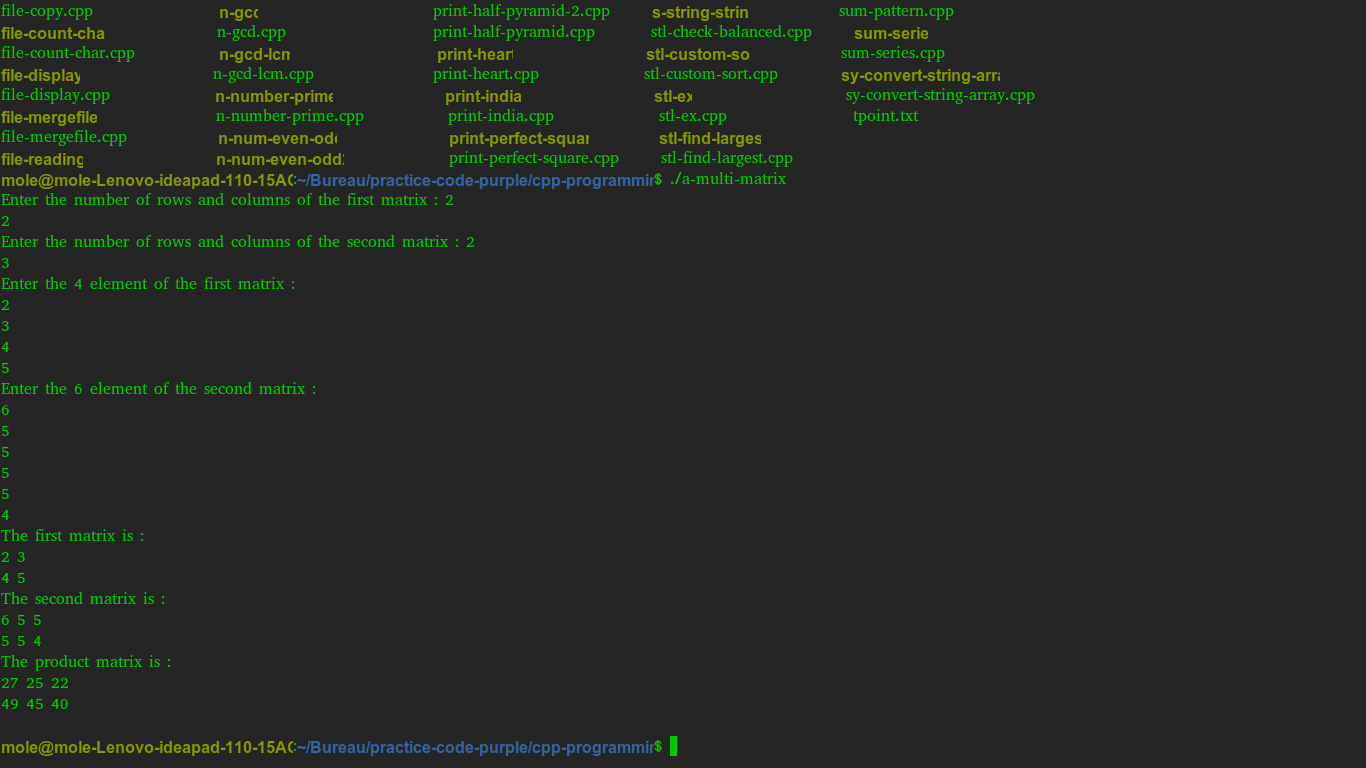 file-copy.cpp n-gcd print-half-pyramid-2.cpp s-string-strin sum-pattern.cpp
file-count-cha n-gcd.cpp print-half-pyramid.cpp stl-check-balanced.cpp sum-serie
file-count-char.cpp n-gcd-lcm print-heart stl-custom-so sum-series.cpp
file-display n-gcd-lcm.cpp print-heart.cpp stl-custom-sort.cpp sy-convert-string-arra
file-display.cpp n-number-prime print-india stl-ex sy-convert-string-array.cpp
file-mergefile n-number-prime.cpp print-india.cpp stl-ex.cpp tpoint.txt
file-mergefile.cpp n-num-even-odd print-perfect-squar stl-find-larges
file-reading n-num-even-odd2 print-perfect-square.cpp stl-find-largest.cpp
mole@mole-Lenovo-ideapad-110-15AC:~/Bureau/practice-code-purple/cpp-programmin$ ./a-multi-matrix
Enter the number of rows and columns of the first matrix : 2
2
Enter the number of rows and columns of the second matrix : 2
3
Enter the 4 element of the first matrix :
2
3
4
5
Enter the 6 element of the second matrix :
6
5
5
5
5
4
The first matrix is :
2 3
4 5
The second matrix is :
6 5 5
5 5 4
The product matrix is :
27 25 22
49 45 40
mole@mole-Lenovo-ideapad-110-15AC:~/Bureau/practice-code-purple/cpp-programmin$